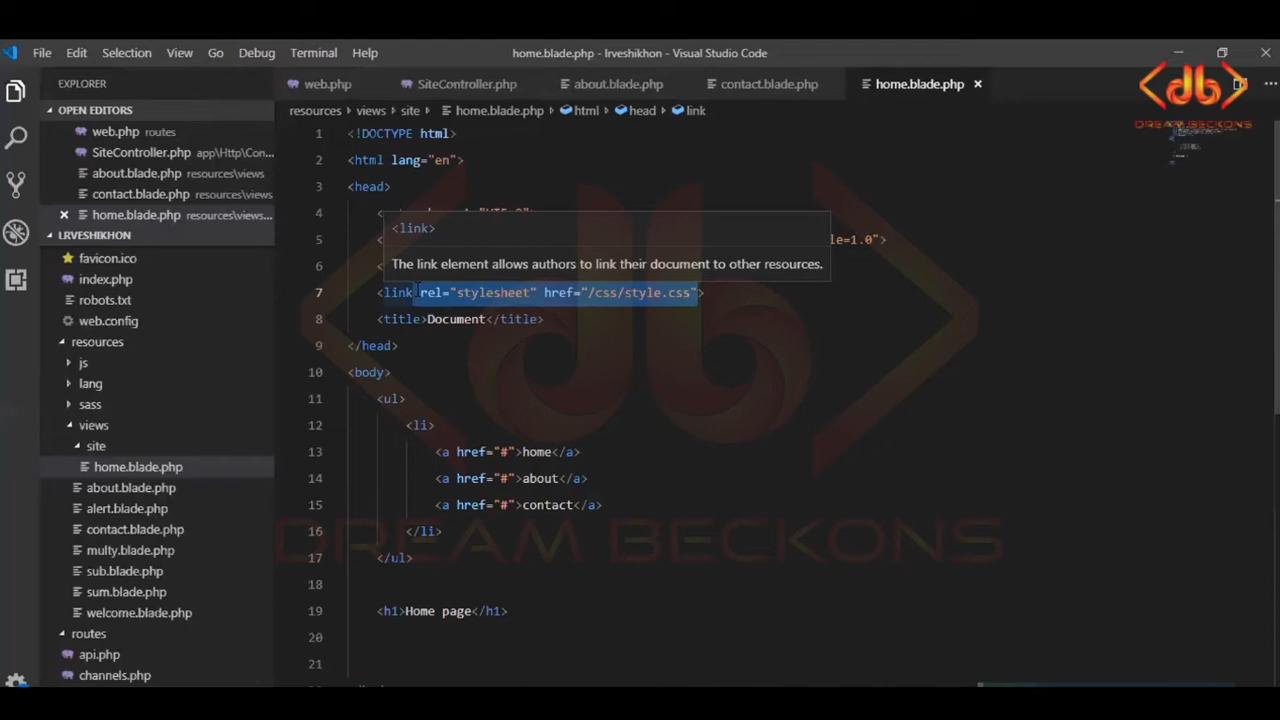 File Edit Selection View Go Debug Terminal Help
home.blade.php - lrveshikhon - Visual Studio Code
EXPLORER
web.php SiteController.php about.blade.php contact.blade.php home.blade.php
DREAM BECKONS
OPEN EDITORS
web.php routes
SiteController.php app\Http\Con...
about.blade.php resources\views
contact.blade.php resources\views
home.blade.php resources\views...
LRVESHIKHON
favicon.ico
index.php
robots.txt
web.config
resources
js
lang
sass
views
site
home.blade.php
about.blade.php
alert.blade.php
contact.blade.php
multy.blade.php
sub.blade.php
sum.blade.php
welcome.blade.php
routes
api.php
channels.php
resources views site home.blade.php html head link
1 <!DOCTYPE html>
2 <html lang="en">
3 <head>
4
5 le=1.0">
6
<link>
The link element allows authors to link their document to other resources.
7 <link rel="stylesheet" href="/css/style.css">
8 <title>Document</title>
9 </head>
10 <body>
11 <ul>
12 <li>
13 <a href="#">home</a>
14 <a href="#">about</a>
15 <a href="#">contact</a>
16 </li>
17 </ul>
18
19 <h1>Home page</h1>
20
21
DREAM BECKONS